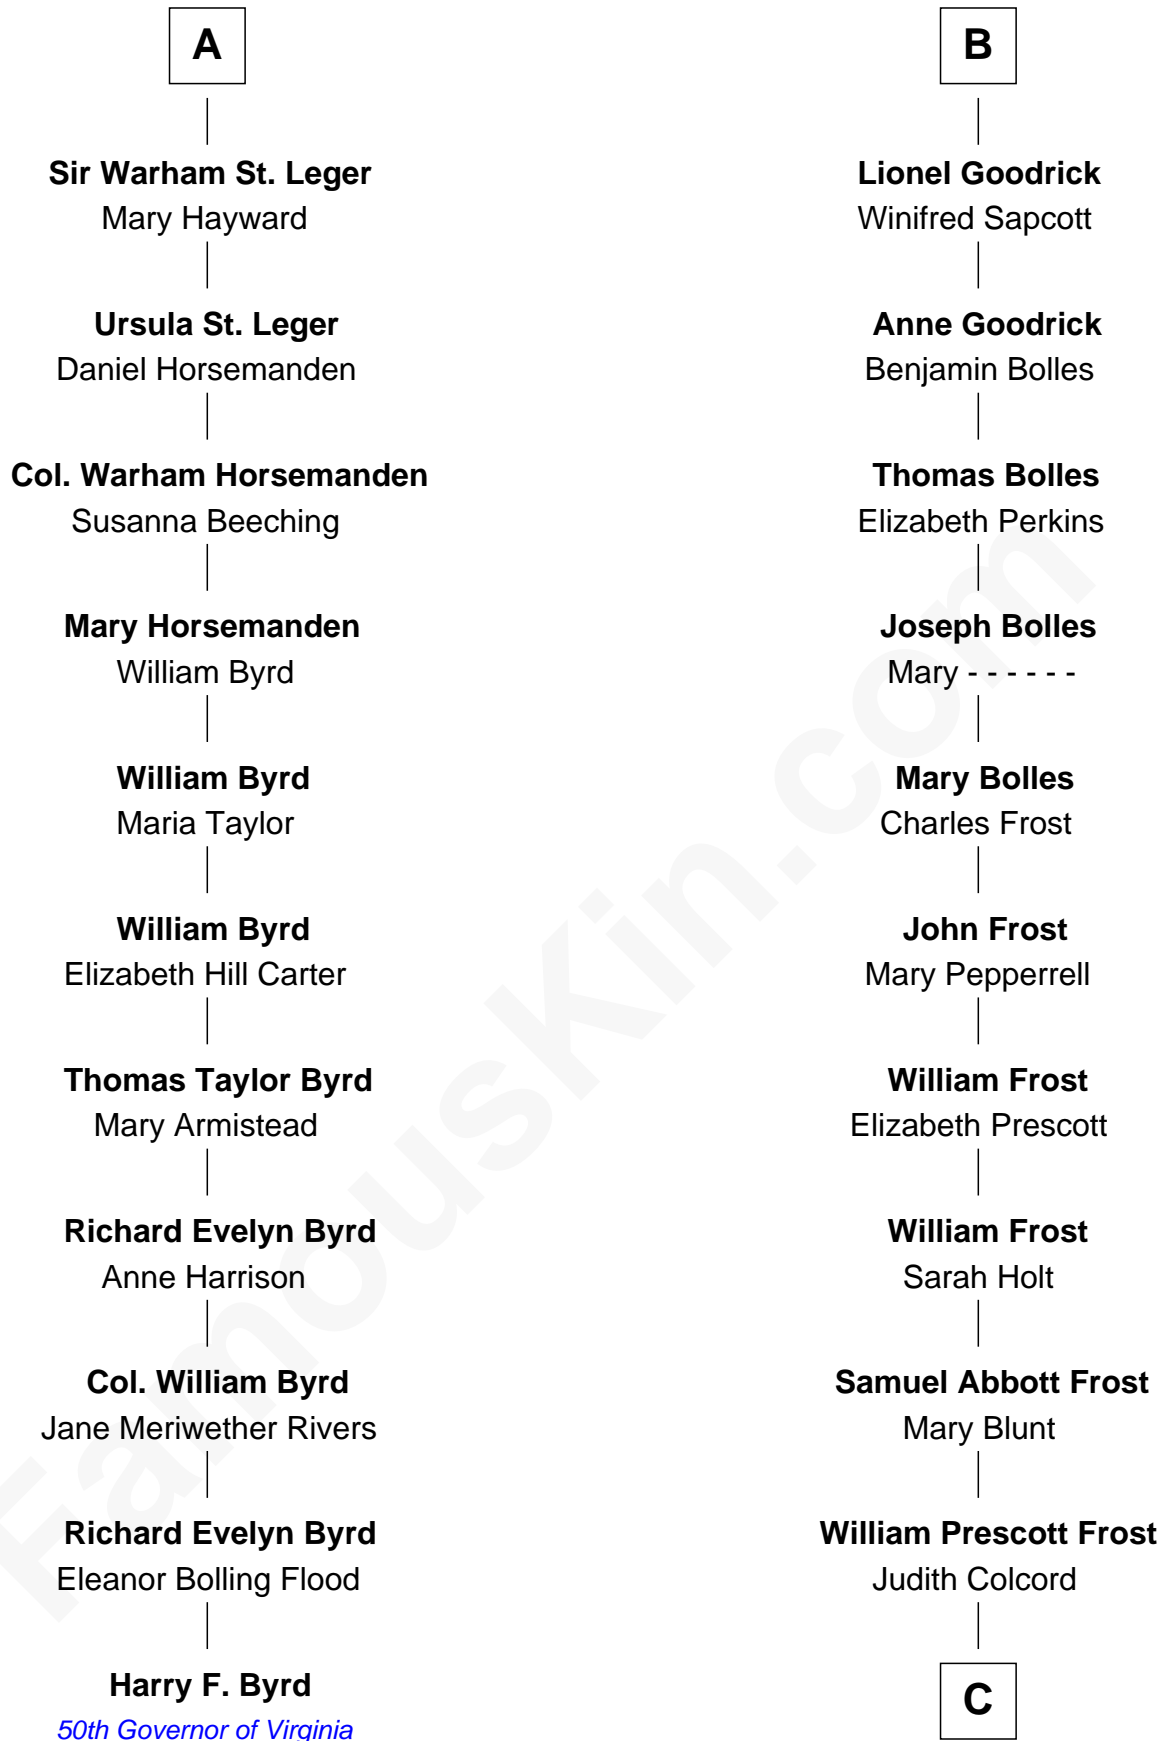 A
Sir Warham St. Leger
Mary Hayward
Ursula St. Leger
Daniel Horsemanden
Col. Warham Horsemanden
Susanna Beeching
Mary Horsemanden
William Byrd
William Byrd
Maria Taylor
William Byrd
Elizabeth Hill Carter
Thomas Taylor Byrd
Mary Armistead
Richard Evelyn Byrd
Anne Harrison
Col. William Byrd
Jane Meriwether Rivers
Richard Evelyn Byrd
Eleanor Bolling Flood
Harry F. Byrd
50th Governor of Virginia
B
Lionel Goodrick
Winifred Sapcott
Anne Goodrick
Benjamin Bolles
Thomas Bolles
Elizabeth Perkins
Joseph Bolles
Mary - - - - - -
Mary Bolles
Charles Frost
John Frost
Mary Pepperrell
William Frost
Elizabeth Prescott
William Frost
Sarah Holt
Samuel Abbott Frost
Mary Blunt
William Prescott Frost
Judith Colcord
C
FamousKin.com